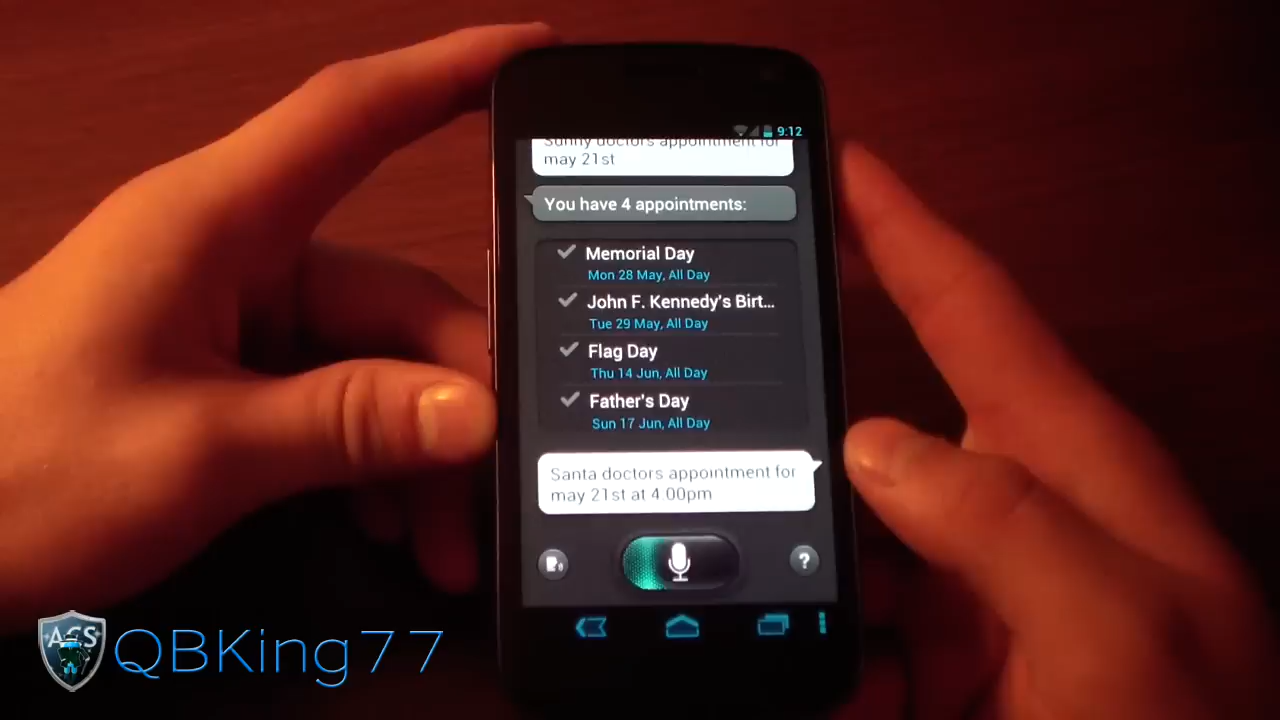 9:12
Sunny doctors appointment for
may 21st
You have 4 appointments:
Memorial Day
Mon 28 May, All Day
John F. Kennedy's Birt...
Tue 29 May, All Day
Flag Day
Thu 14 Jun, All Day
Father's Day
Sun 17 Jun, All Day
Santa doctors appointment for
may 21st at 4 00pm
?
ACS
QBKing77